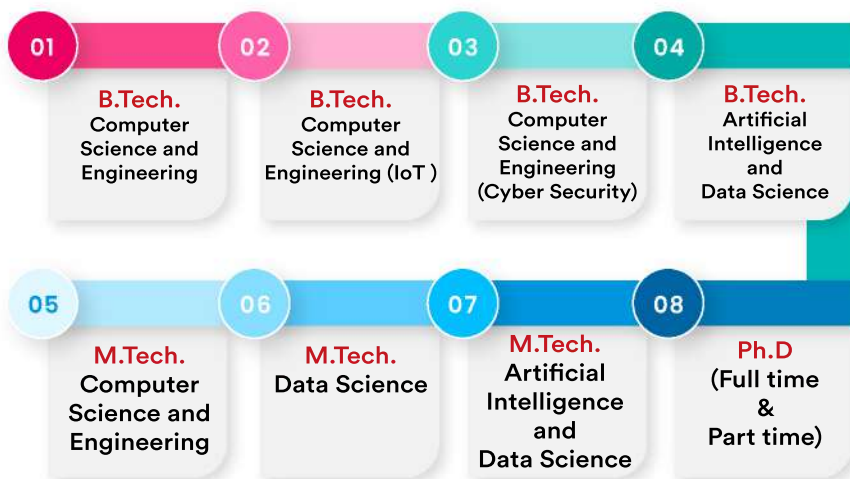 01
B.Tech.
Computer
Science and
Engineering
02
B.Tech.
Computer
Science and
Engineering (IoT )
03
B.Tech.
Computer
Science and
Engineering
(Cyber Security)
04
B.Tech.
Artificial
Intelligence
and
Data Science
05
M.Tech.
Computer
Science and
Engineering
06
M.Tech.
Data Science
07
M.Tech.
Artificial
Intelligence
and
Data Science
08
Ph.D
(Full time
&
Part time)